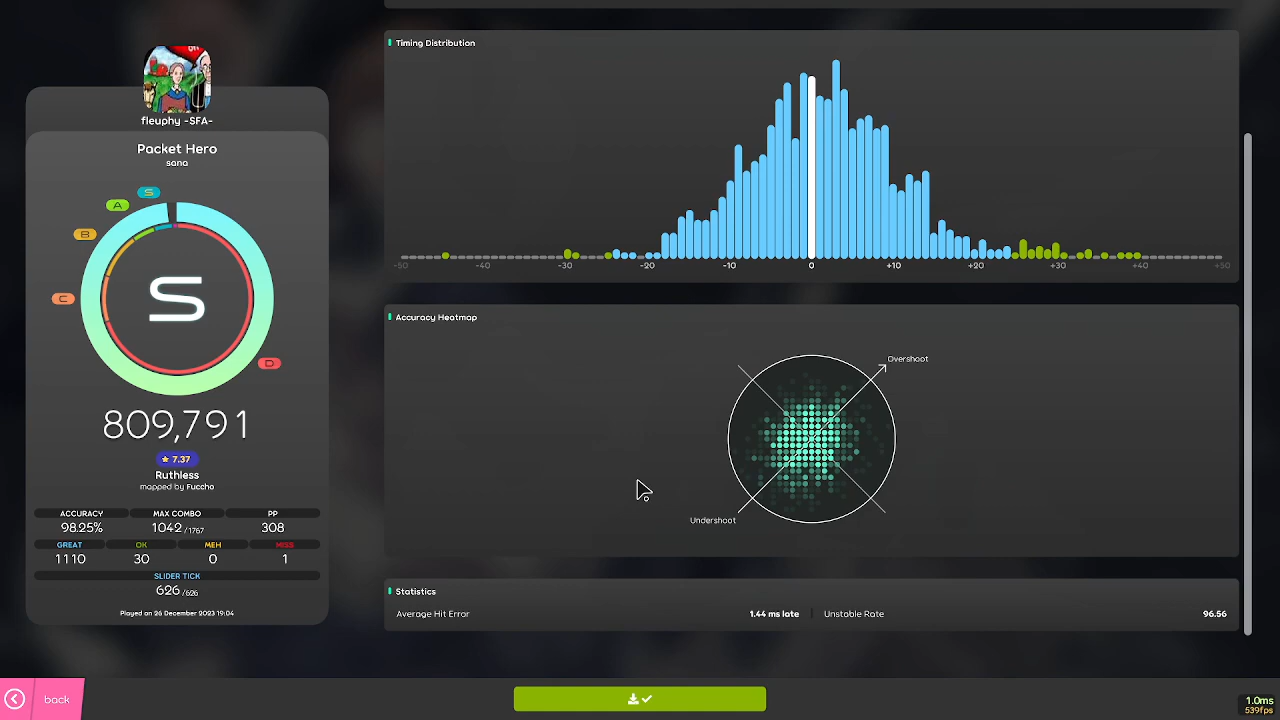 fleuphy -SFA-
Packet Hero
sana
S
A
B
C
D
S
809,791
7.37
Ruthless
mapped by Fuccho
ACCURACY MAX COMBO PP
98.25% 1042/1767 308
GREAT OK MEH MISS
1110 30 0 1
SLIDER TICK
626/626
Played on 26 December 2023 19:04
Timing Distribution
-50 -40 -30 -20 -10 0 +10 +20 +30 +40 +50
Accuracy Heatmap
Overshoot
Undershoot
Statistics
Average Hit Error 1.44 ms late Unstable Rate 96.56
back
1.0ms
539fps